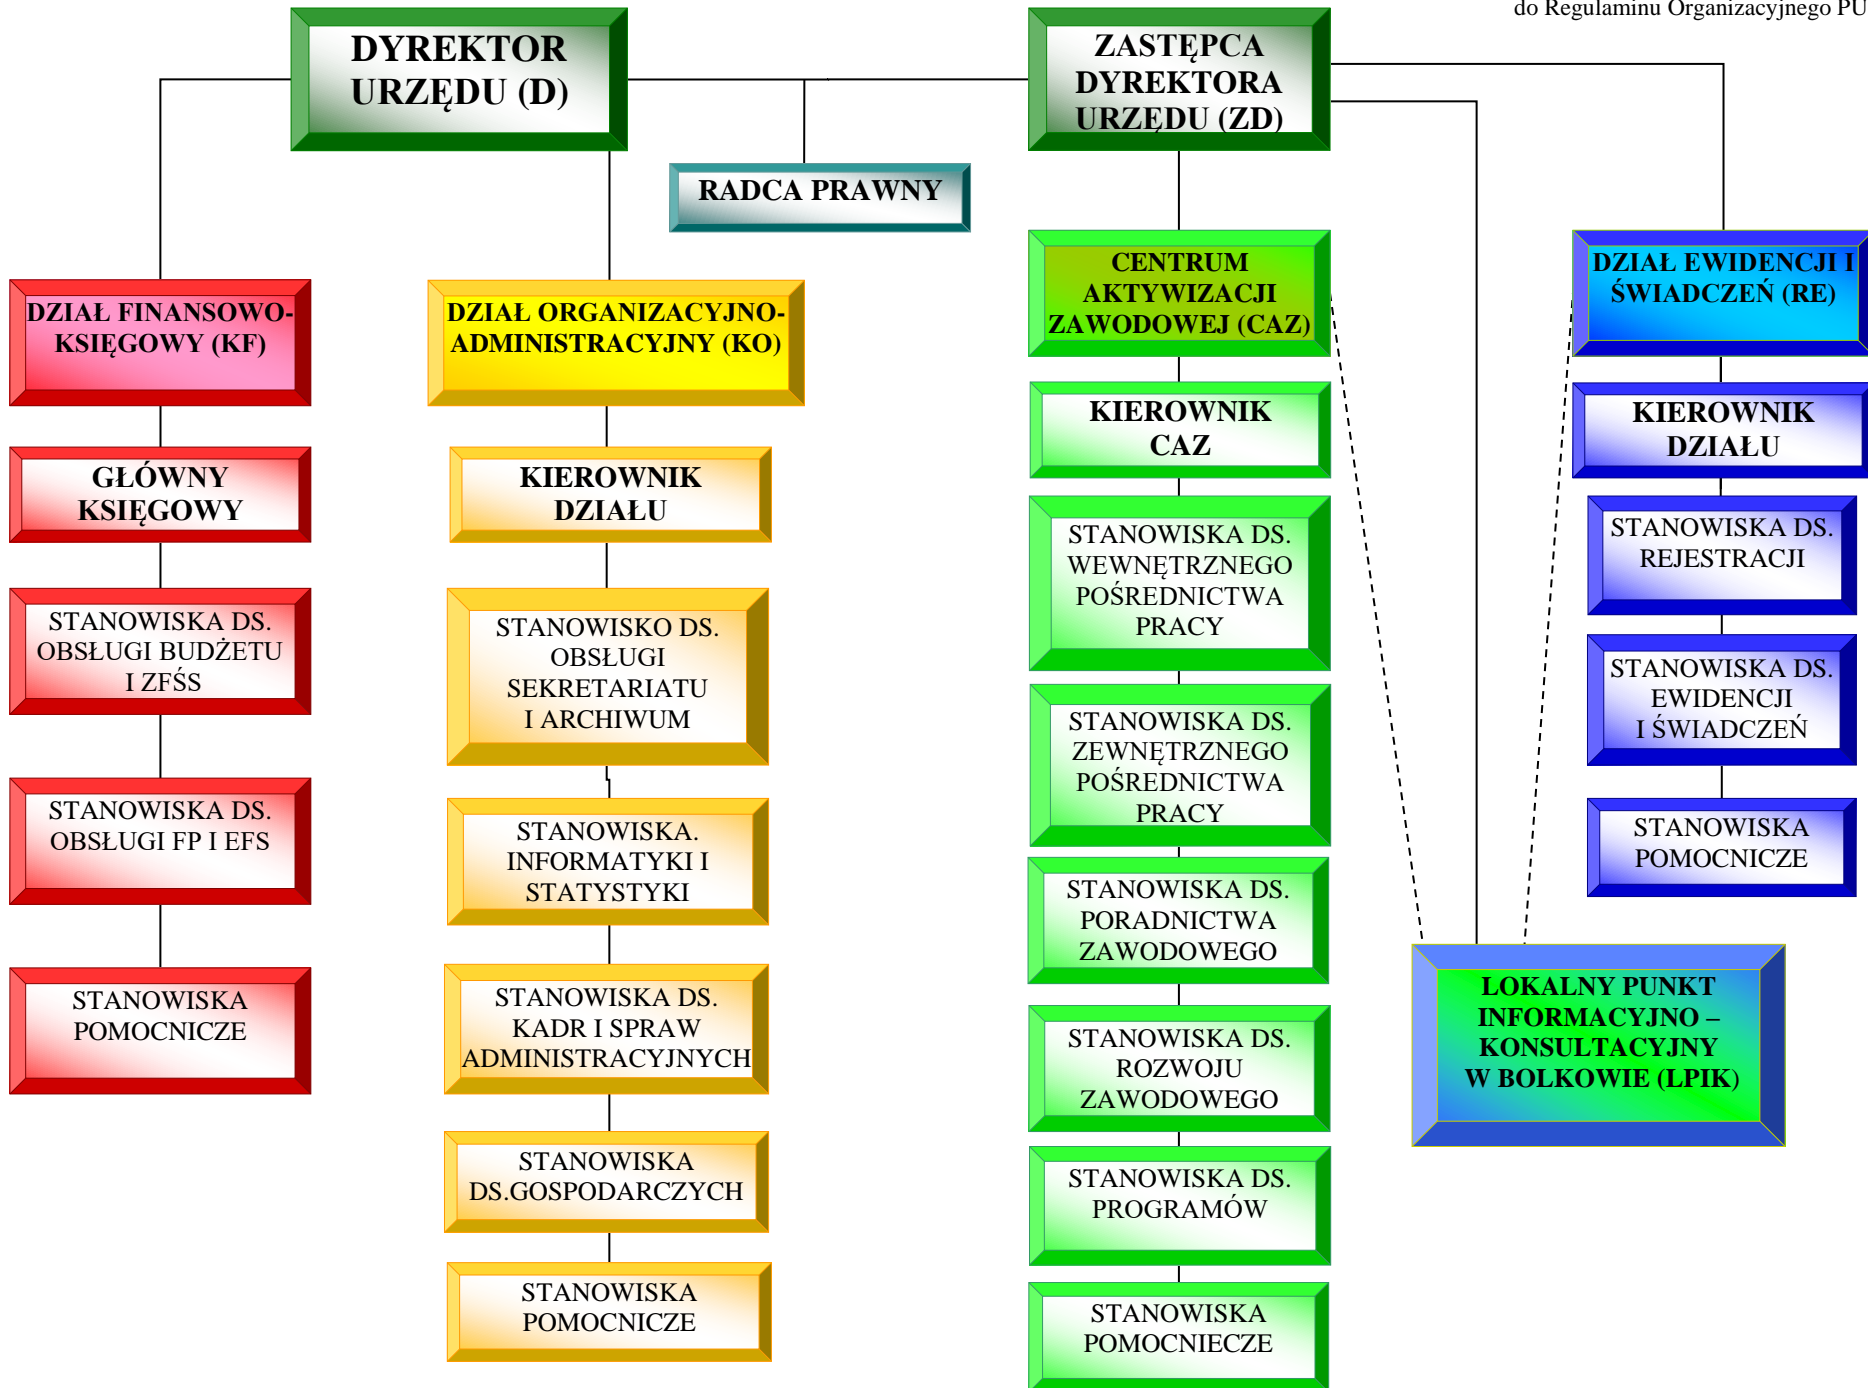 do Regulaminu Organizacyjnego PU
DYREKTOR
URZĘDU (D)
ZASTĘPCA
DYREKTORA
URZĘDU (ZD)
RADCA PRAWNY
DZIAŁ FINANSOWO-
KSIĘGOWY (KF)
GŁÓWNY
KSIĘGOWY
STANOWISKA DS.
OBSŁUGI BUDŻETU
I ZFŚS
STANOWISKA DS.
OBSŁUGI FP I EFS
STANOWISKA
POMOCNICZE
DZIAŁ ORGANIZACYJNO-
ADMINISTRACYJNY (KO)
KIEROWNIK
DZIAŁU
STANOWISKO DS.
OBSŁUGI
SEKRETARIATU
I ARCHIWUM
STANOWISKA.
INFORMATYKI I
STATYSTYKI
STANOWISKA DS.
KADR I SPRAW
ADMINISTRACYJNYCH
STANOWISKA
DS.GOSPODARCZYCH
STANOWISKA
POMOCNICZE
CENTRUM
AKTYWIZACJI
ZAWODOWEJ (CAZ)
KIEROWNIK
CAZ
STANOWISKA DS.
WEWNĘTRZNEGO
POŚREDNICTWA
PRACY
STANOWISKA DS.
ZEWNĘTRZNEGO
POŚREDNICTWA
PRACY
STANOWISKA DS.
PORADNICTWA
ZAWODOWEGO
STANOWISKA DS.
ROZWOJU
ZAWODOWEGO
STANOWISKA DS.
PROGRAMÓW
STANOWISKA
POMOCNIECZE
DZIAŁ EWIDENCJI I
ŚWIADCZEŃ (RE)
KIEROWNIK
DZIAŁU
STANOWISKA DS.
REJESTRACJI
STANOWISKA DS.
EWIDENCJI
I ŚWIADCZEŃ
STANOWISKA
POMOCNICZE
LOKALNY PUNKT
INFORMACYJNO –
KONSULTACYJNY
W BOLKOWIE (LPIK)